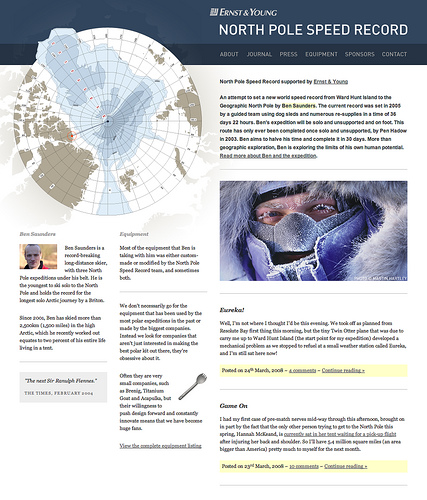 ERNST & YOUNG
NORTH POLE SPEED RECORD
ABOUT JOURNAL PRESS EQUIPMENT SPONSORS CONTACT
North Pole Speed Record supported by Ernst & Young
An attempt to set a new world speed record from Ward Hunt Island to the
Geographic North Pole by Ben Saunders. The current record was set in 2005
by a guided team using dog sleds and numerous re-supplies in a time of 36
days 22 hours. Ben's expedition will be solo and unsupported and on foot. This
route has only ever been completed once solo and unsupported, by Pen Hadow
in 2003. Ben aims to halve his time and complete it in 30 days. More than
geographic exploration, Ben is exploring the limits of his own human potential.
Read more about Ben and the expedition.
PHOTO © MARTIN HARTLEY
Ben Saunders
Ben Saunders is a
record-breaking
long-distance skier,
with three North
Pole expeditions under his belt. He is
the youngest to ski solo to the North
Pole and holds the record for the
longest solo Arctic journey by a Briton.
Since 2001, Ben has skied more than
2,500km (1,500 miles) in the high
Arctic, which he recently worked out
equates to two percent of his entire life
living in a tent.
"The next Sir Ranulph Fiennes."
THE TIMES, FEBRUARY 2004
Equipment
Most of the equipment that Ben is
taking with him was either custom-
made or modified by the North Pole
Speed Record team, and sometimes
both.
We don't necessarily go for the
equipment that has been used by the
most polar expeditions in the past or
made by the biggest companies.
Instead we look for companies that
aren't just interested in making the
best polar kit out there, they're
obsessive about it.
Often they are very
small companies, such
as Brenig, Titanium
Goat and Acapulka, but
their willingness to
push design forward and constantly
innovate means that we have become
huge fans.
View the complete equipment listing
Eureka!
Well, I'm not where I thought I'd be this evening. We took off as planned from
Resolute Bay first thing this morning, but the tiny Twin Otter plane that was due to
carry me up to Ward Hunt Island (the start point for my expedition) developed a
mechanical problem as we stopped to refuel at a small weather station called Eureka,
and I'm still sat here now!
Posted on 24th March, 2008 – 4 comments – Continue reading »
Game On
I had my first case of pre-match nerves mid-way through this afternoon, brought on
in part by the fact that the only other person trying to get to the North Pole this
spring, Hannah McKeand, is currently sat in her tent waiting for a pick-up flight
after injuring her back and shoulder. So I'll have 5.4 million square miles (an area
bigger than America) pretty much to myself for the next month.
Posted on 23rd March, 2008 – 10 comments – Continue reading »